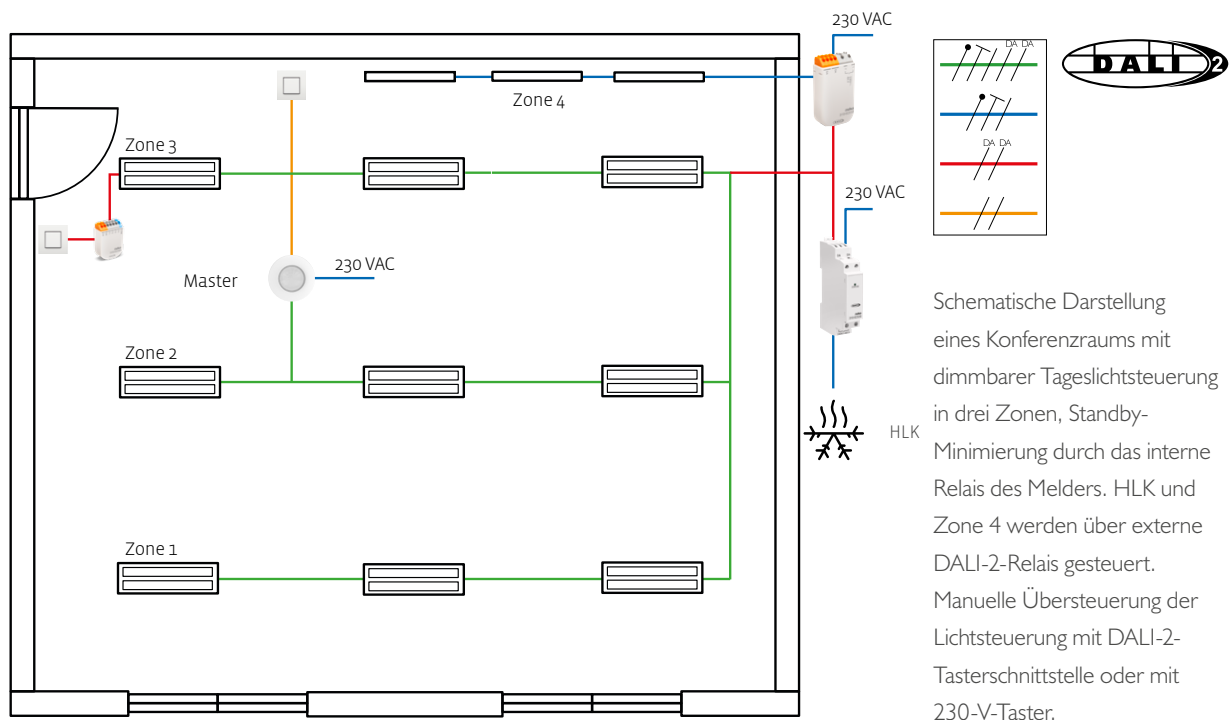 230 VAC
DA DA
DALI 2
Zone 4
DA DA
Zone 3
230 VAC
230 VAC
Master
Zone 2
HLK
Zone 1
Schematische Darstellung
eines Konferenzraums mit
dimmbarer Tageslichtsteuerung
in drei Zonen, Standby-
Minimierung durch das interne
Relais des Melders. HLK und
Zone 4 werden über externe
DALI-2-Relais gesteuert.
Manuelle Übersteuerung der
Lichtsteuerung mit DALI-2-
Tasterschnittstelle oder mit
230-V-Taster.